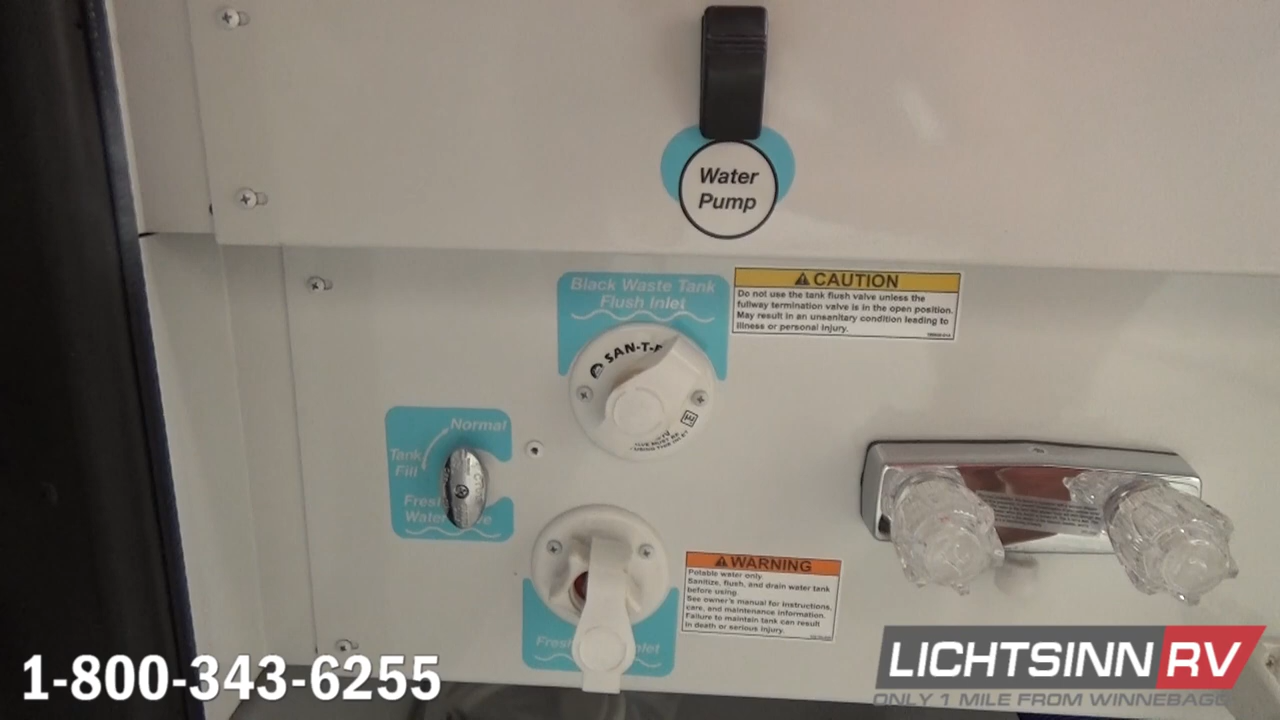 Water
Pump
Black Waste Tank
Flush Inlet
CAUTION
Do not use the tank flush valve unless the
fullway termination valve is in the open position.
May result in an unsanitary condition leading to
illness or personal injury.
SAN-T-F
Normal
Tank
Fill
Fresh
Water
WARNING
Potable water only.
Sanitize, flush, and drain water tank
before using.
See owner's manual for instructions,
care, and maintenance information.
Failure to maintain tank can result
in death or serious injury.
Fresh
1-800-343-6255
LICHTSINN RV
ONLY 1 MILE FROM WINNEBAGO